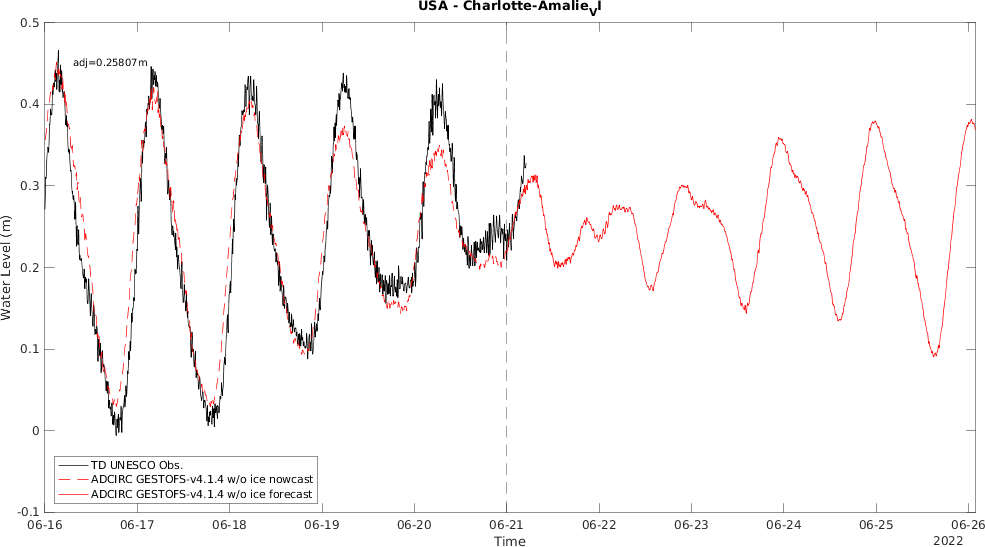 USA - Charlotte-Amalie_VI
0.5
adj=0.25807m
0.4
0.3
0.2
0.1
0
-0.1
Water Level (m)
TD UNESCO Obs.
ADCIRC GESTOFS-v4.1.4 w/o ice nowcast
ADCIRC GESTOFS-v4.1.4 w/o ice forecast
06-16 06-17 06-18 06-19 06-20 06-21 06-22 06-23 06-24 06-25 06-26
Time
2022